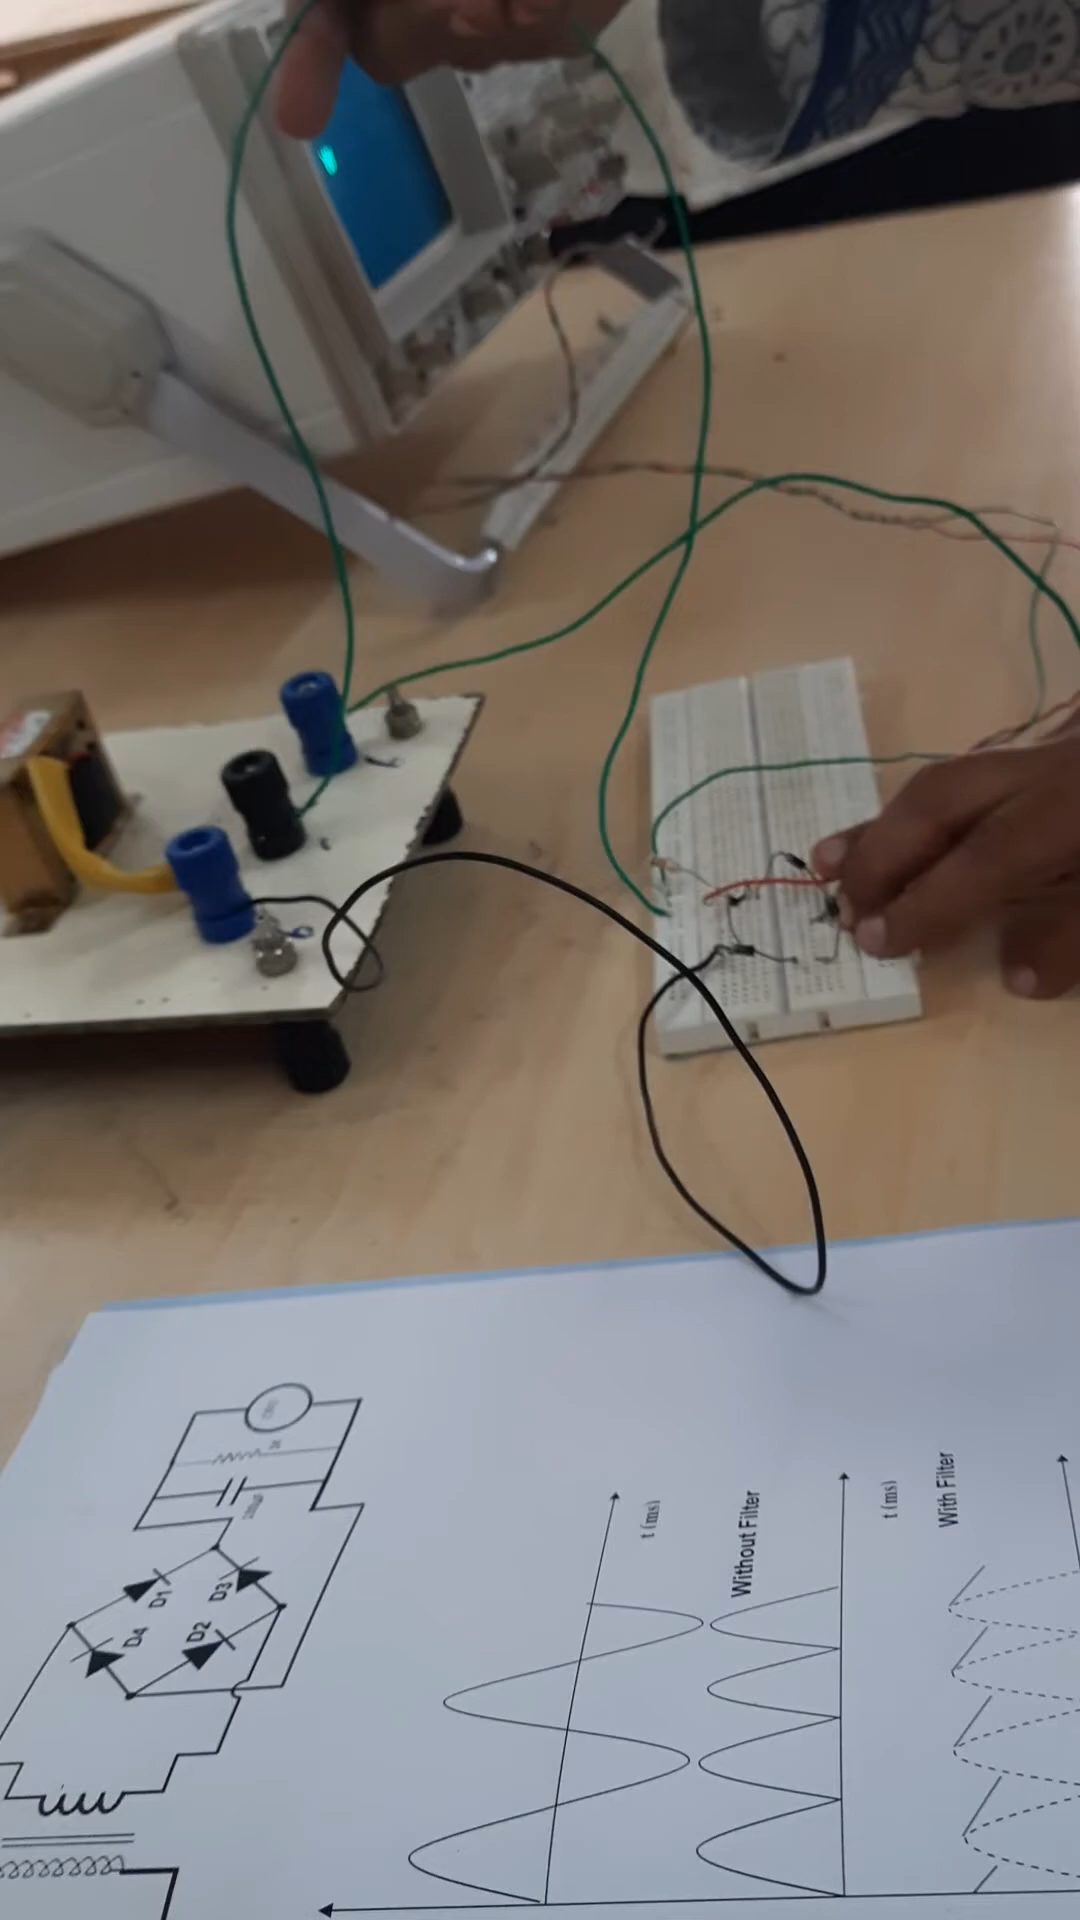 D1
D3
D4
D2
t (ms)
Without Filter
t (ms)
With Filter